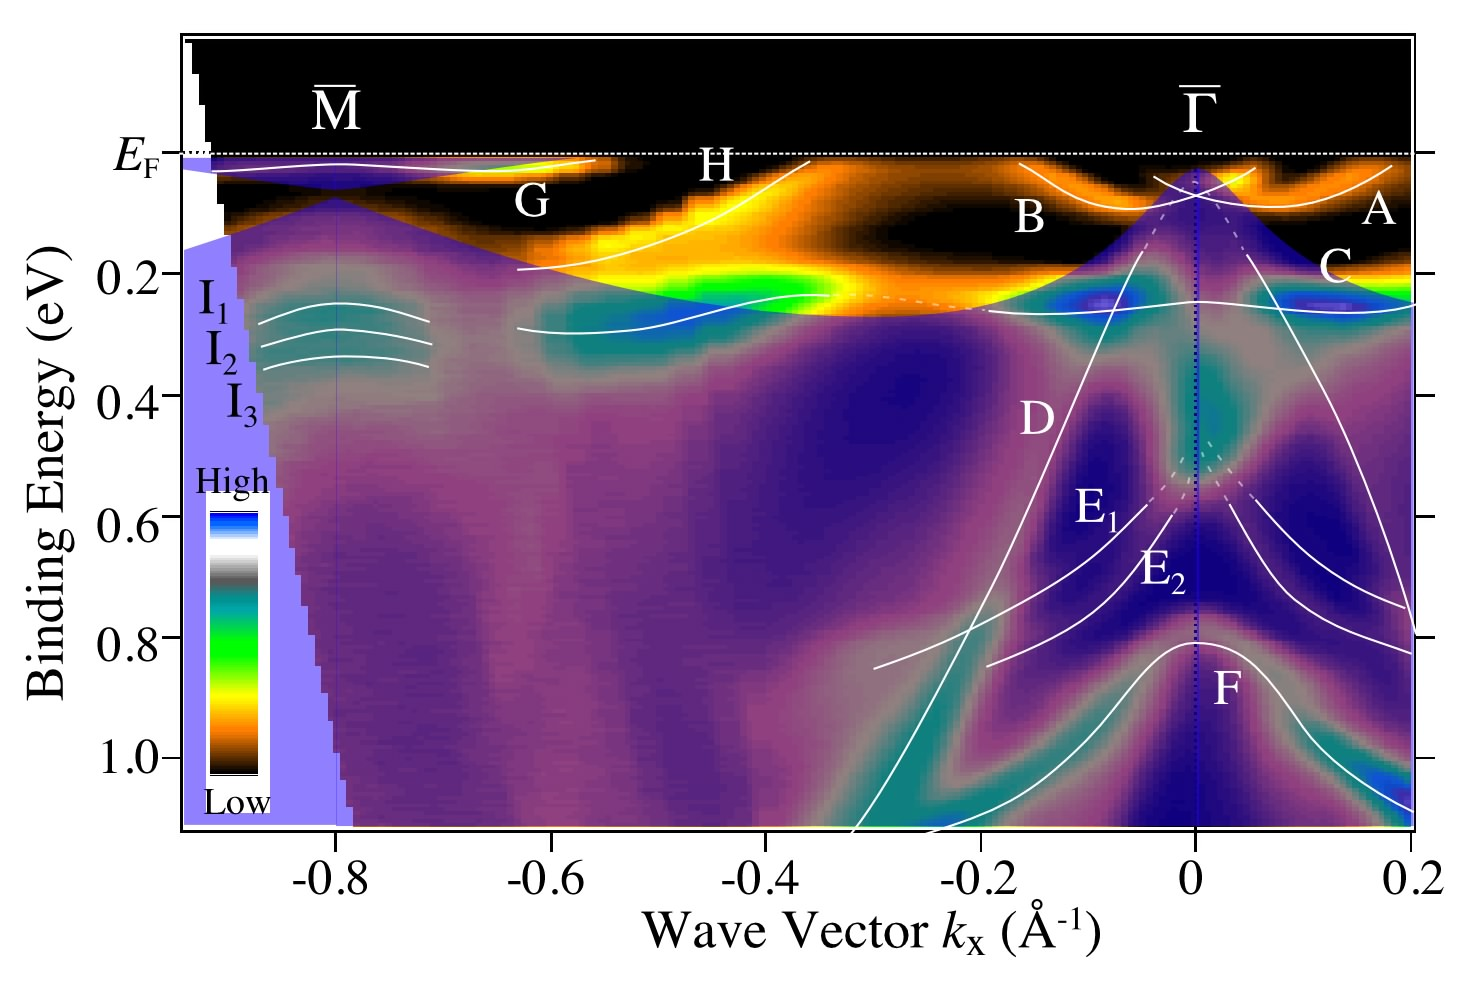 M̅ Γ̅
E_F
H
G
B
A
0.2
C
I₁
I₂
0.4
I₃
D
High
0.6
E₁
E₂
0.8
F
1.0
Low
-0.8 -0.6 -0.4 -0.2 0 0.2
Binding Energy (eV)
Wave Vector kₓ (Å⁻¹)